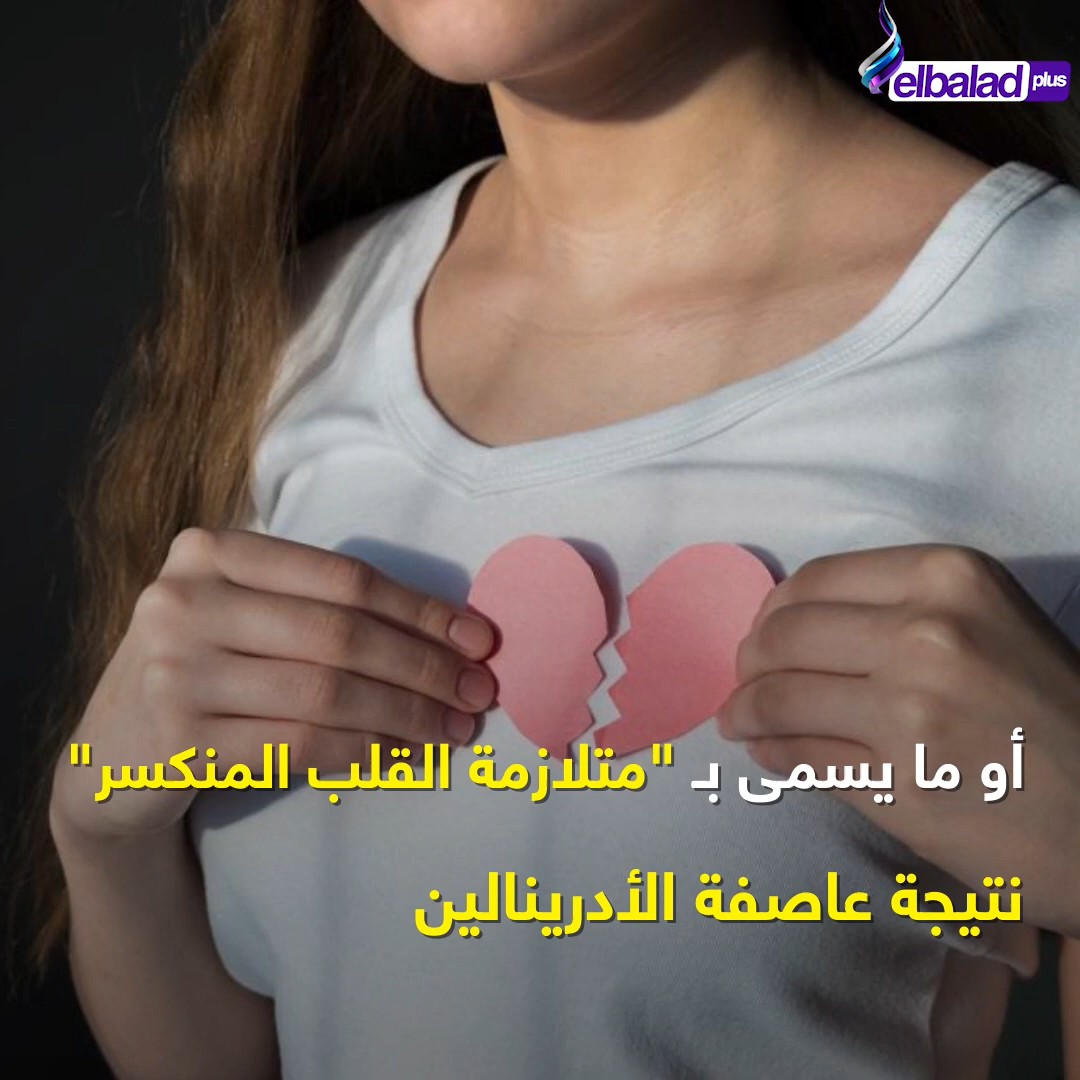 elbalad plus
أو ما يسمى بـ "متلازمة القلب المنكسر"
نتيجة عاصفة الأدرينالين